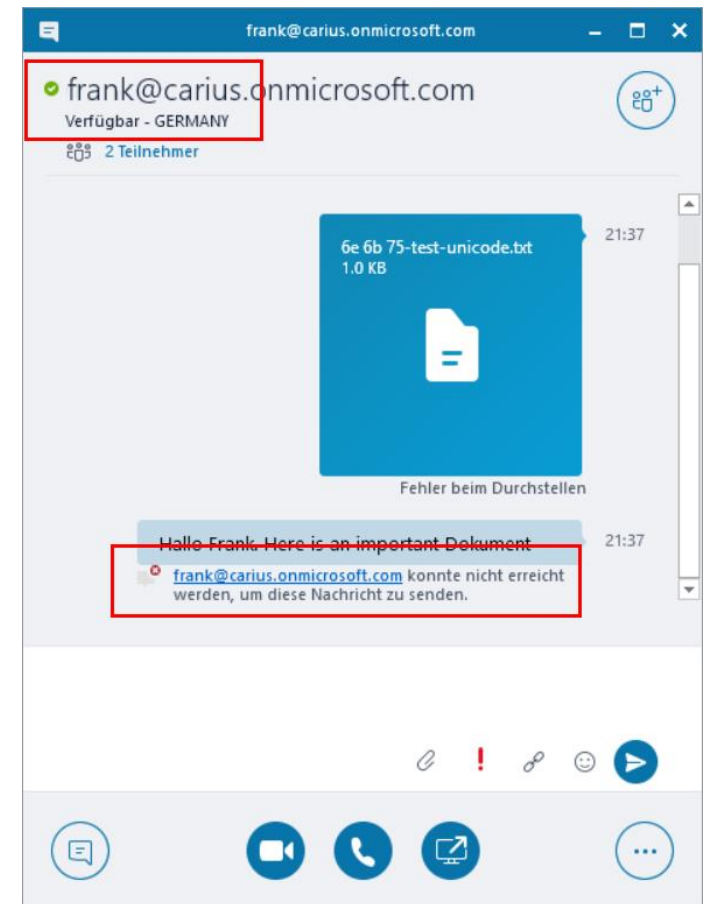 frank@carius.onmicrosoft.com
frank@carius.onmicrosoft.com
Verfügbar - GERMANY
2 Teilnehmer
6e 6b 75-test-unicode.txt
21:37
1.0 KB
Fehler beim Durchstellen
Hallo Frank. Here is an important Dokument
21:37
frank@carius.onmicrosoft.com konnte nicht erreicht
werden, um diese Nachricht zu senden.